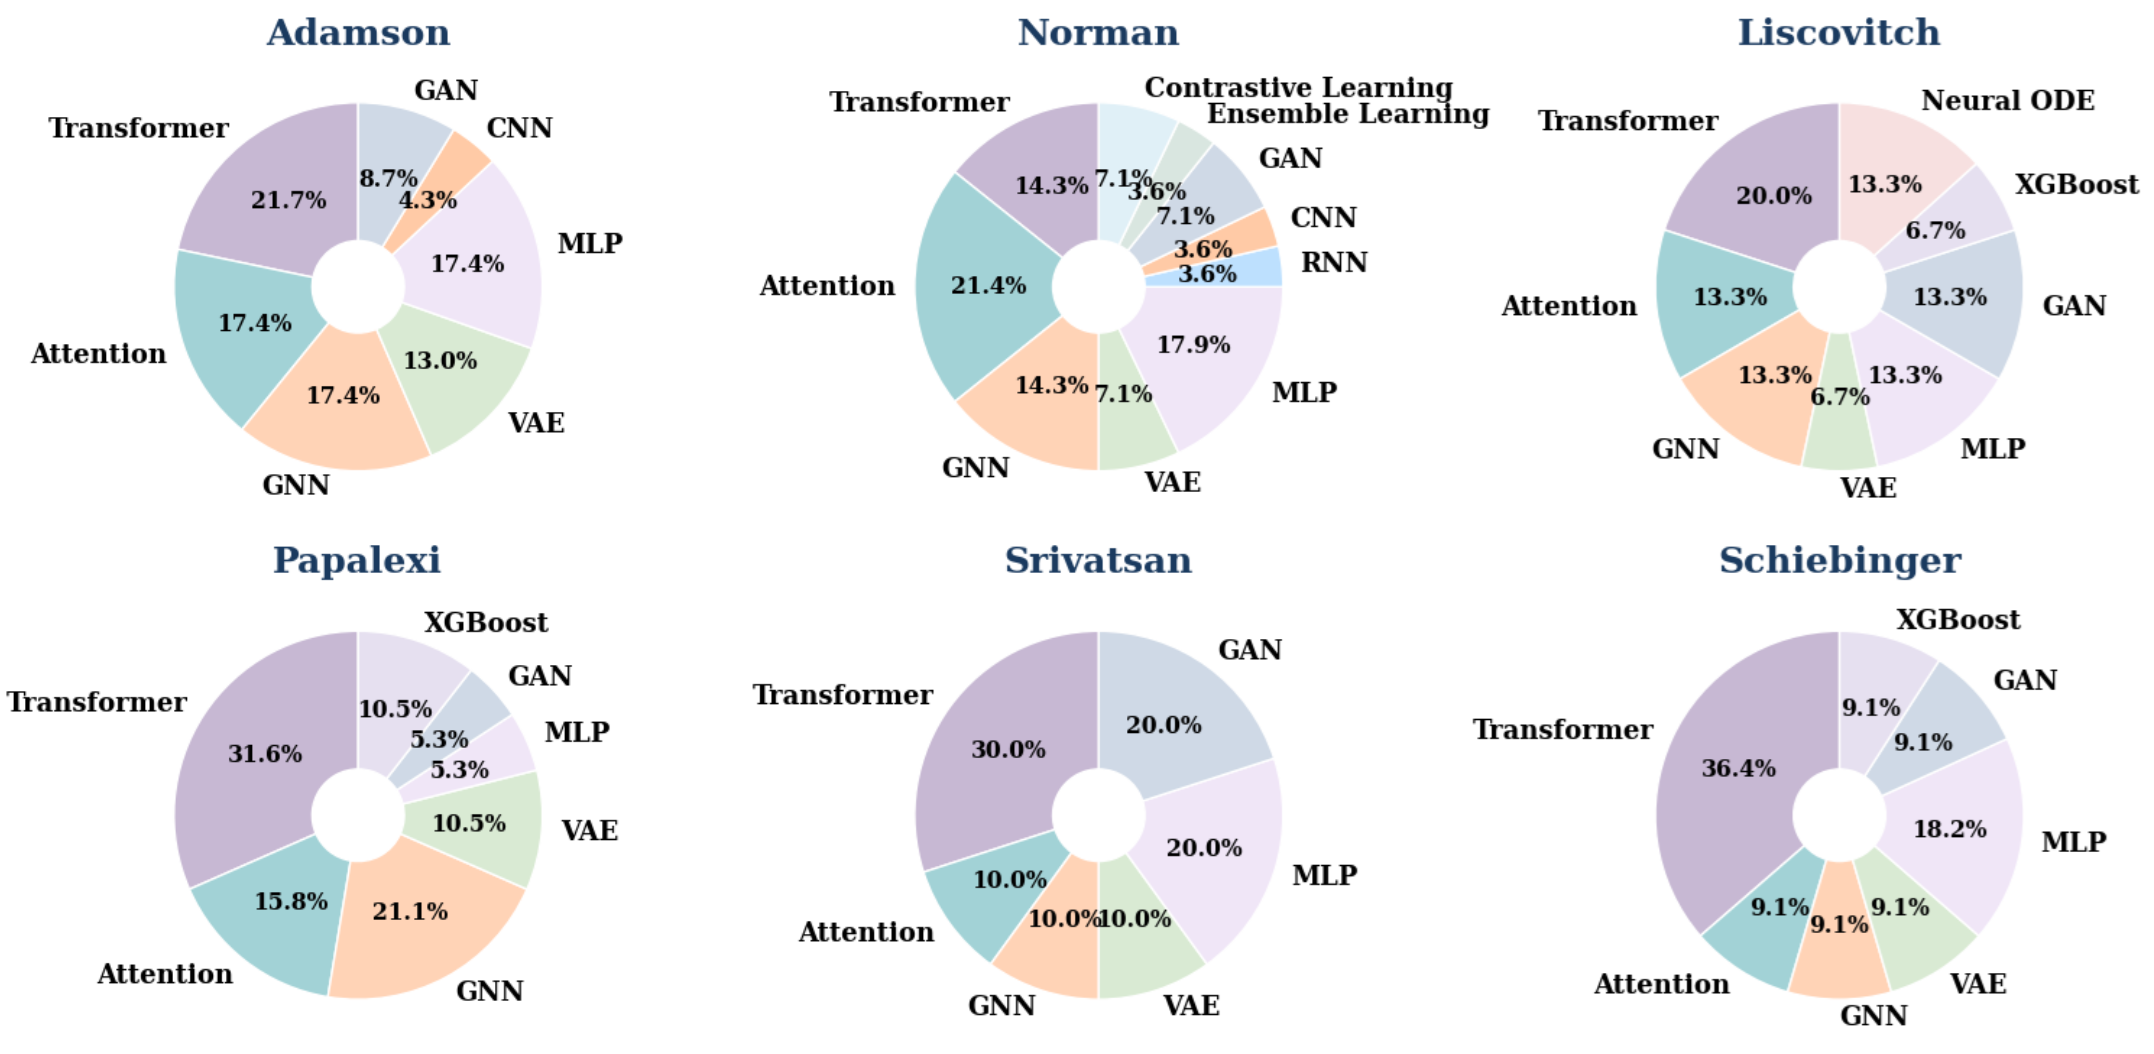 Adamson
GAN
CNN
Transformer
8.7%
4.3%
21.7%
MLP
17.4%
17.4%
13.0%
Attention
17.4%
VAE
GNN
Norman
Contrastive Learning
Ensemble Learning
Transformer
GAN
14.3%
7.1%
3.6%
7.1%
CNN
3.6%
RNN
3.6%
Attention
21.4%
17.9%
14.3%
7.1%
MLP
GNN
VAE
Liscovitch
Neural ODE
Transformer
13.3%
XGBoost
20.0%
6.7%
Attention
13.3%
13.3%
GAN
13.3%
13.3%
6.7%
GNN
MLP
VAE
Papalexi
XGBoost
GAN
Transformer
10.5%
MLP
5.3%
31.6%
5.3%
10.5%
VAE
15.8%
21.1%
Attention
GNN
Srivatsan
GAN
Transformer
20.0%
30.0%
20.0%
MLP
10.0%
10.0%
10.0%
Attention
GNN
VAE
Schiebinger
XGBoost
GAN
Transformer
9.1%
9.1%
36.4%
18.2%
MLP
9.1%
9.1%
9.1%
Attention
VAE
GNN